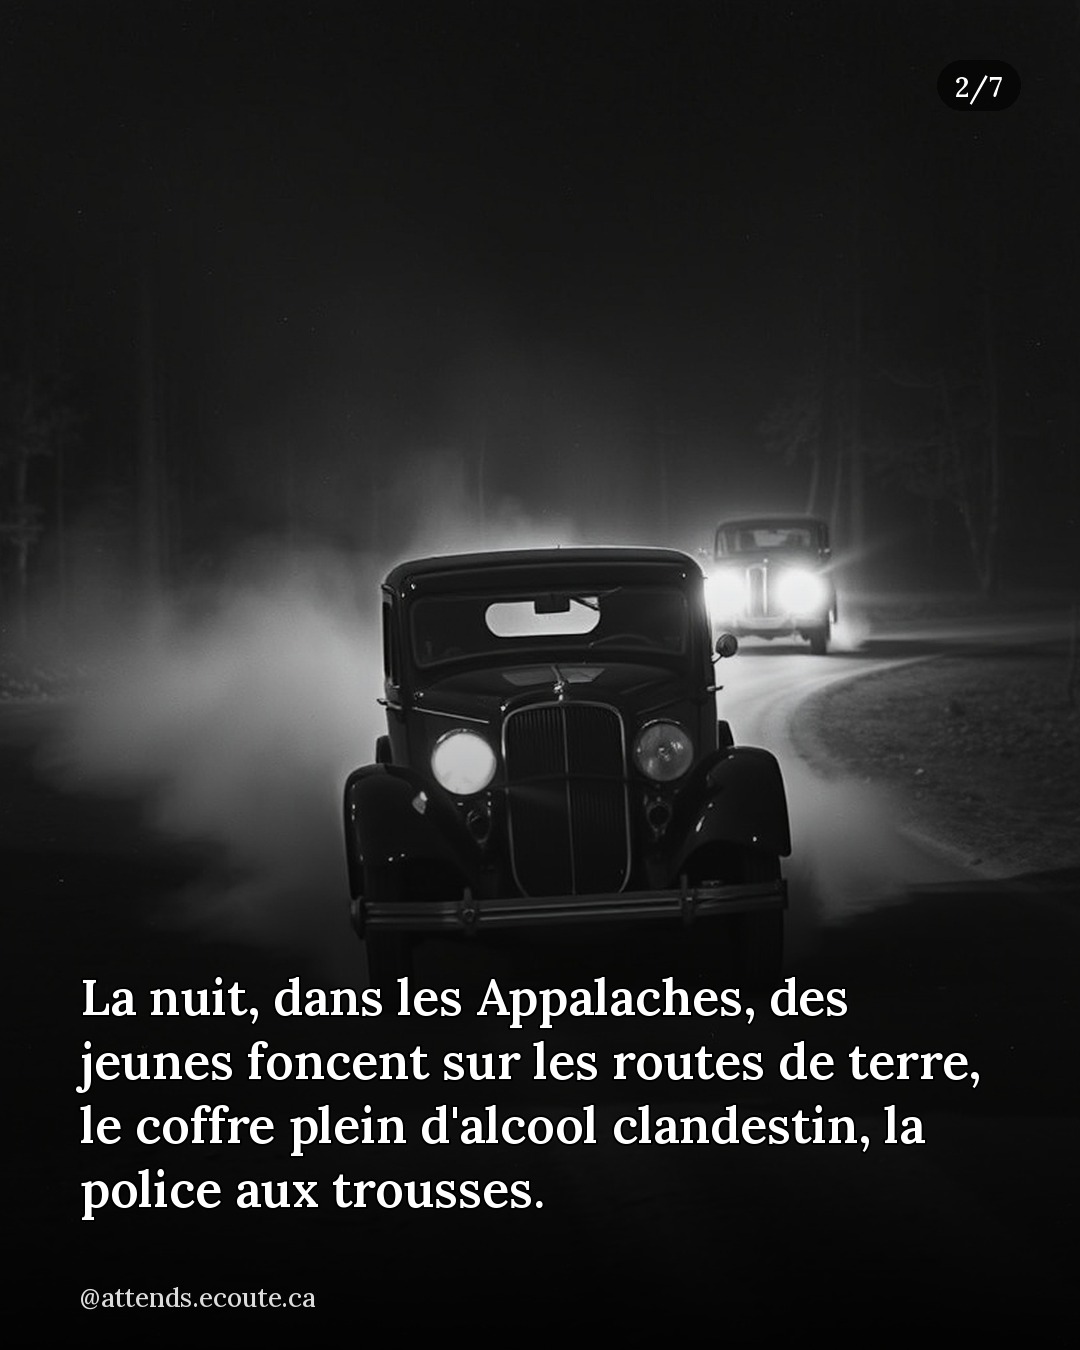 2/7
La nuit, dans les Appalaches, des
jeunes foncent sur les routes de terre,
le coffre plein d'alcool clandestin, la
police aux trousses.
@attends.ecoute.ca